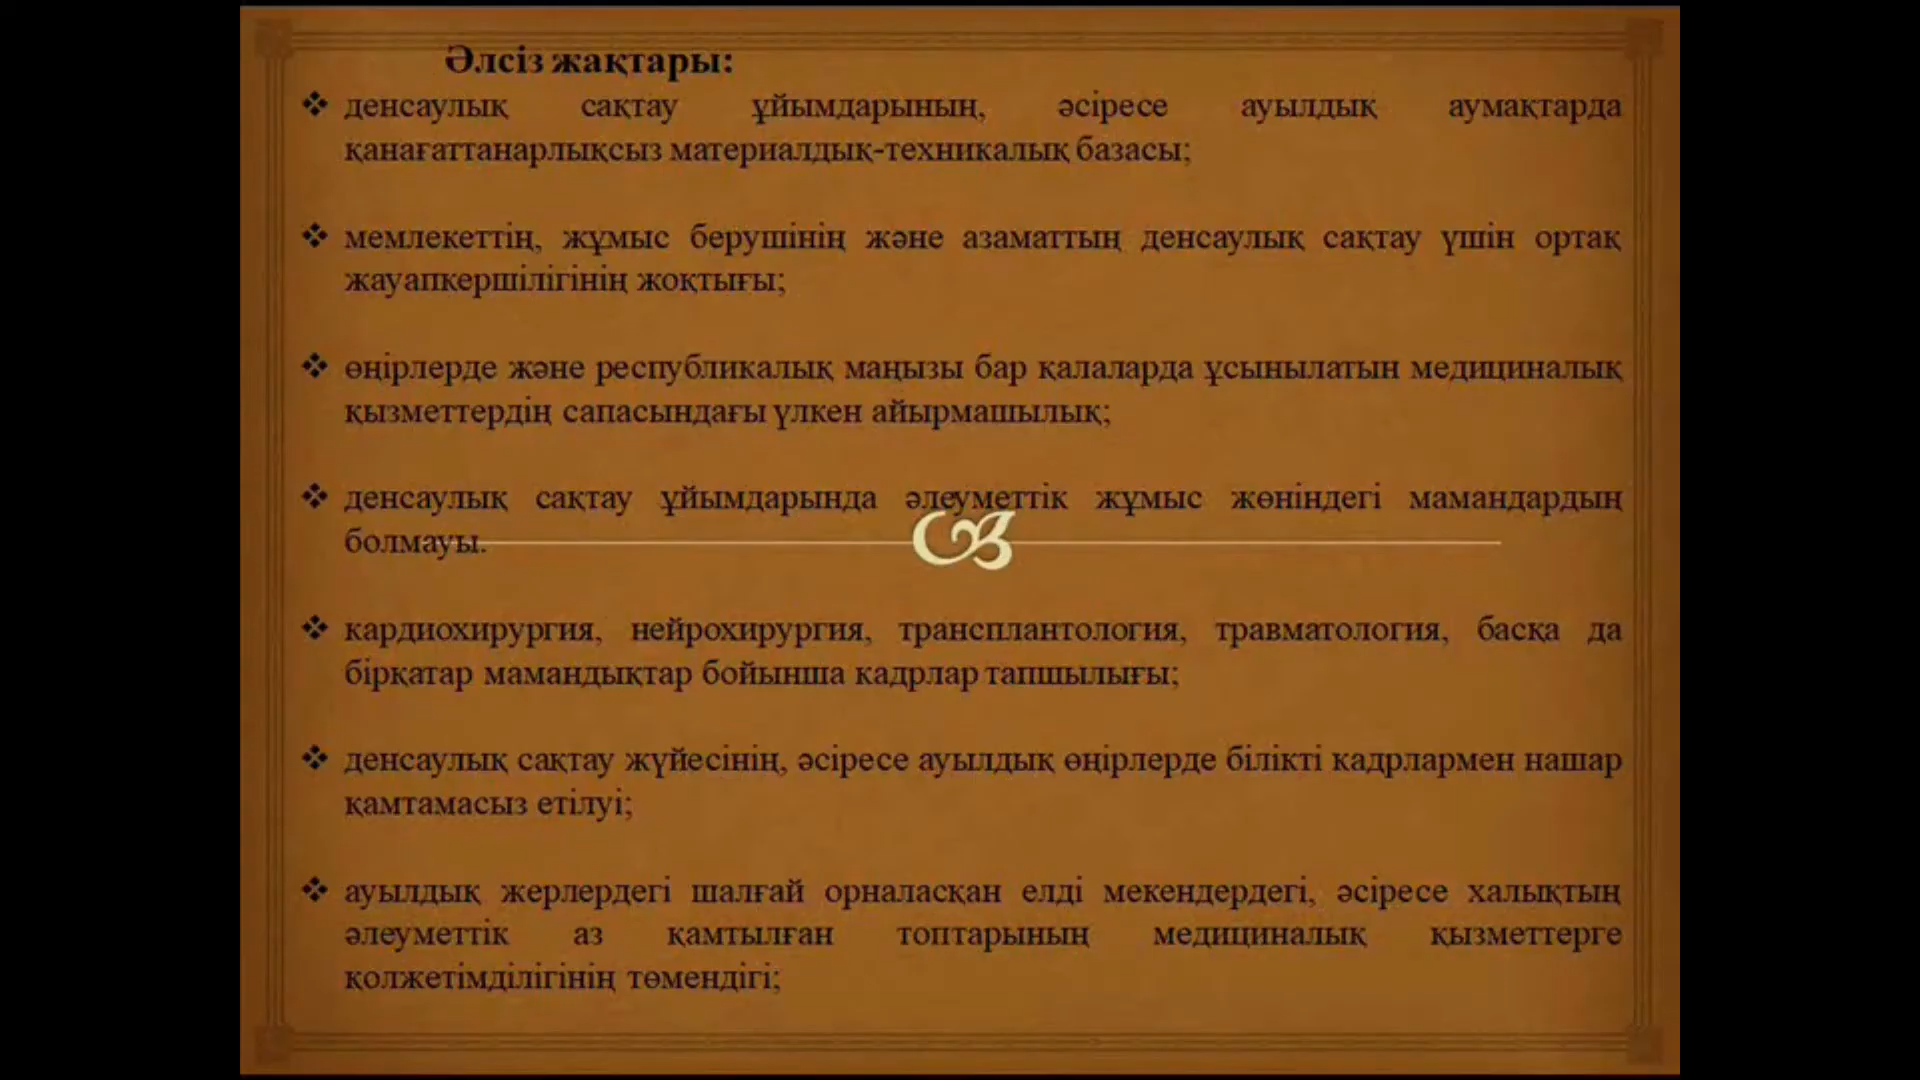 Әлсіз жақтары:
❖ денсаулық сақтау ұйымдарының, әсіресе ауылдық аумақтарда
қанағаттанарлықсыз материалдық-техникалық базасы;
❖ мемлекеттің, жұмыс берушінің және азаматтың денсаулық сақтау үшін ортақ
жауапкершілігінің жоқтығы;
❖ өңірлерде және республикалық маңызы бар қалаларда ұсынылатын медициналық
қызметтердің сапасындағы үлкен айырмашылық;
❖ денсаулық сақтау ұйымдарында әлеуметтік жұмыс жөніндегі мамандардың
болмауы.
❖ кардиохирургия, нейрохирургия, трансплантология, травматология, басқа да
бірқатар мамандықтар бойынша кадрлар тапшылығы;
❖ денсаулық сақтау жүйесінің, әсіресе ауылдық өңірлерде білікті кадрлармен нашар
қамтамасыз етілуі;
❖ ауылдық жерлердегі шалғай орналасқан елді мекендердегі, әсіресе халықтың
әлеуметтік аз қамтылған топтарының медициналық қызметтерге
қолжетімділігінің төмендігі;